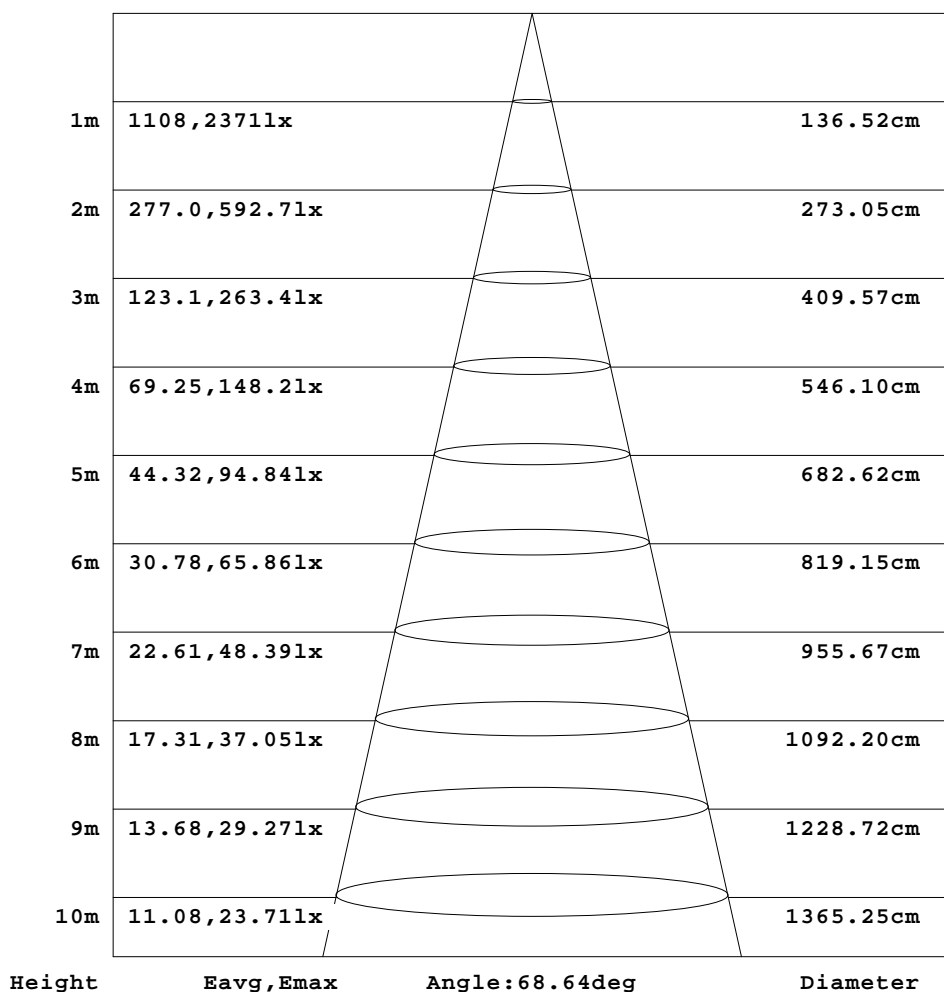 1m 1108,2371lx 136.52cm
2m 277.0,592.7lx 273.05cm
3m 123.1,263.4lx 409.57cm
4m 69.25,148.2lx 546.10cm
5m 44.32,94.84lx 682.62cm
6m 30.78,65.86lx 819.15cm
7m 22.61,48.39lx 955.67cm
8m 17.31,37.05lx 1092.20cm
9m 13.68,29.27lx 1228.72cm
10m 11.08,23.71lx 1365.25cm
Height Eavg,Emax Angle:68.64deg Diameter